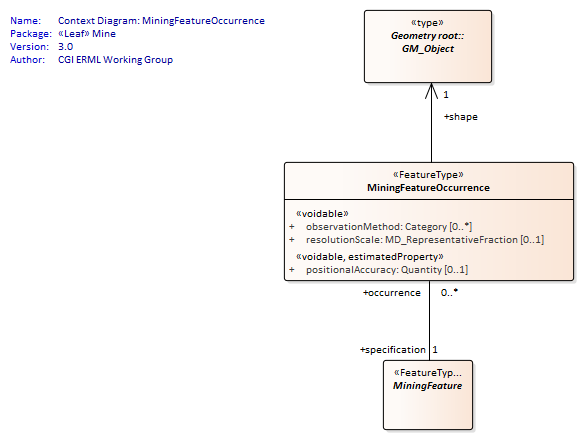 Name: Context Diagram: MiningFeatureOccurrence
Package: «Leaf» Mine
Version: 3.0
Author: CGI ERML Working Group
«type»
Geometry root::
GM_Object
1
+shape
«FeatureType»
MiningFeatureOccurrence
«voidable»
+ observationMethod: Category [0..*]
+ resolutionScale: MD_RepresentativeFraction [0..1]
«voidable, estimatedProperty»
+ positionalAccuracy: Quantity [0..1]
+occurrence 0..*
+specification 1
«FeatureTyp...
MiningFeature